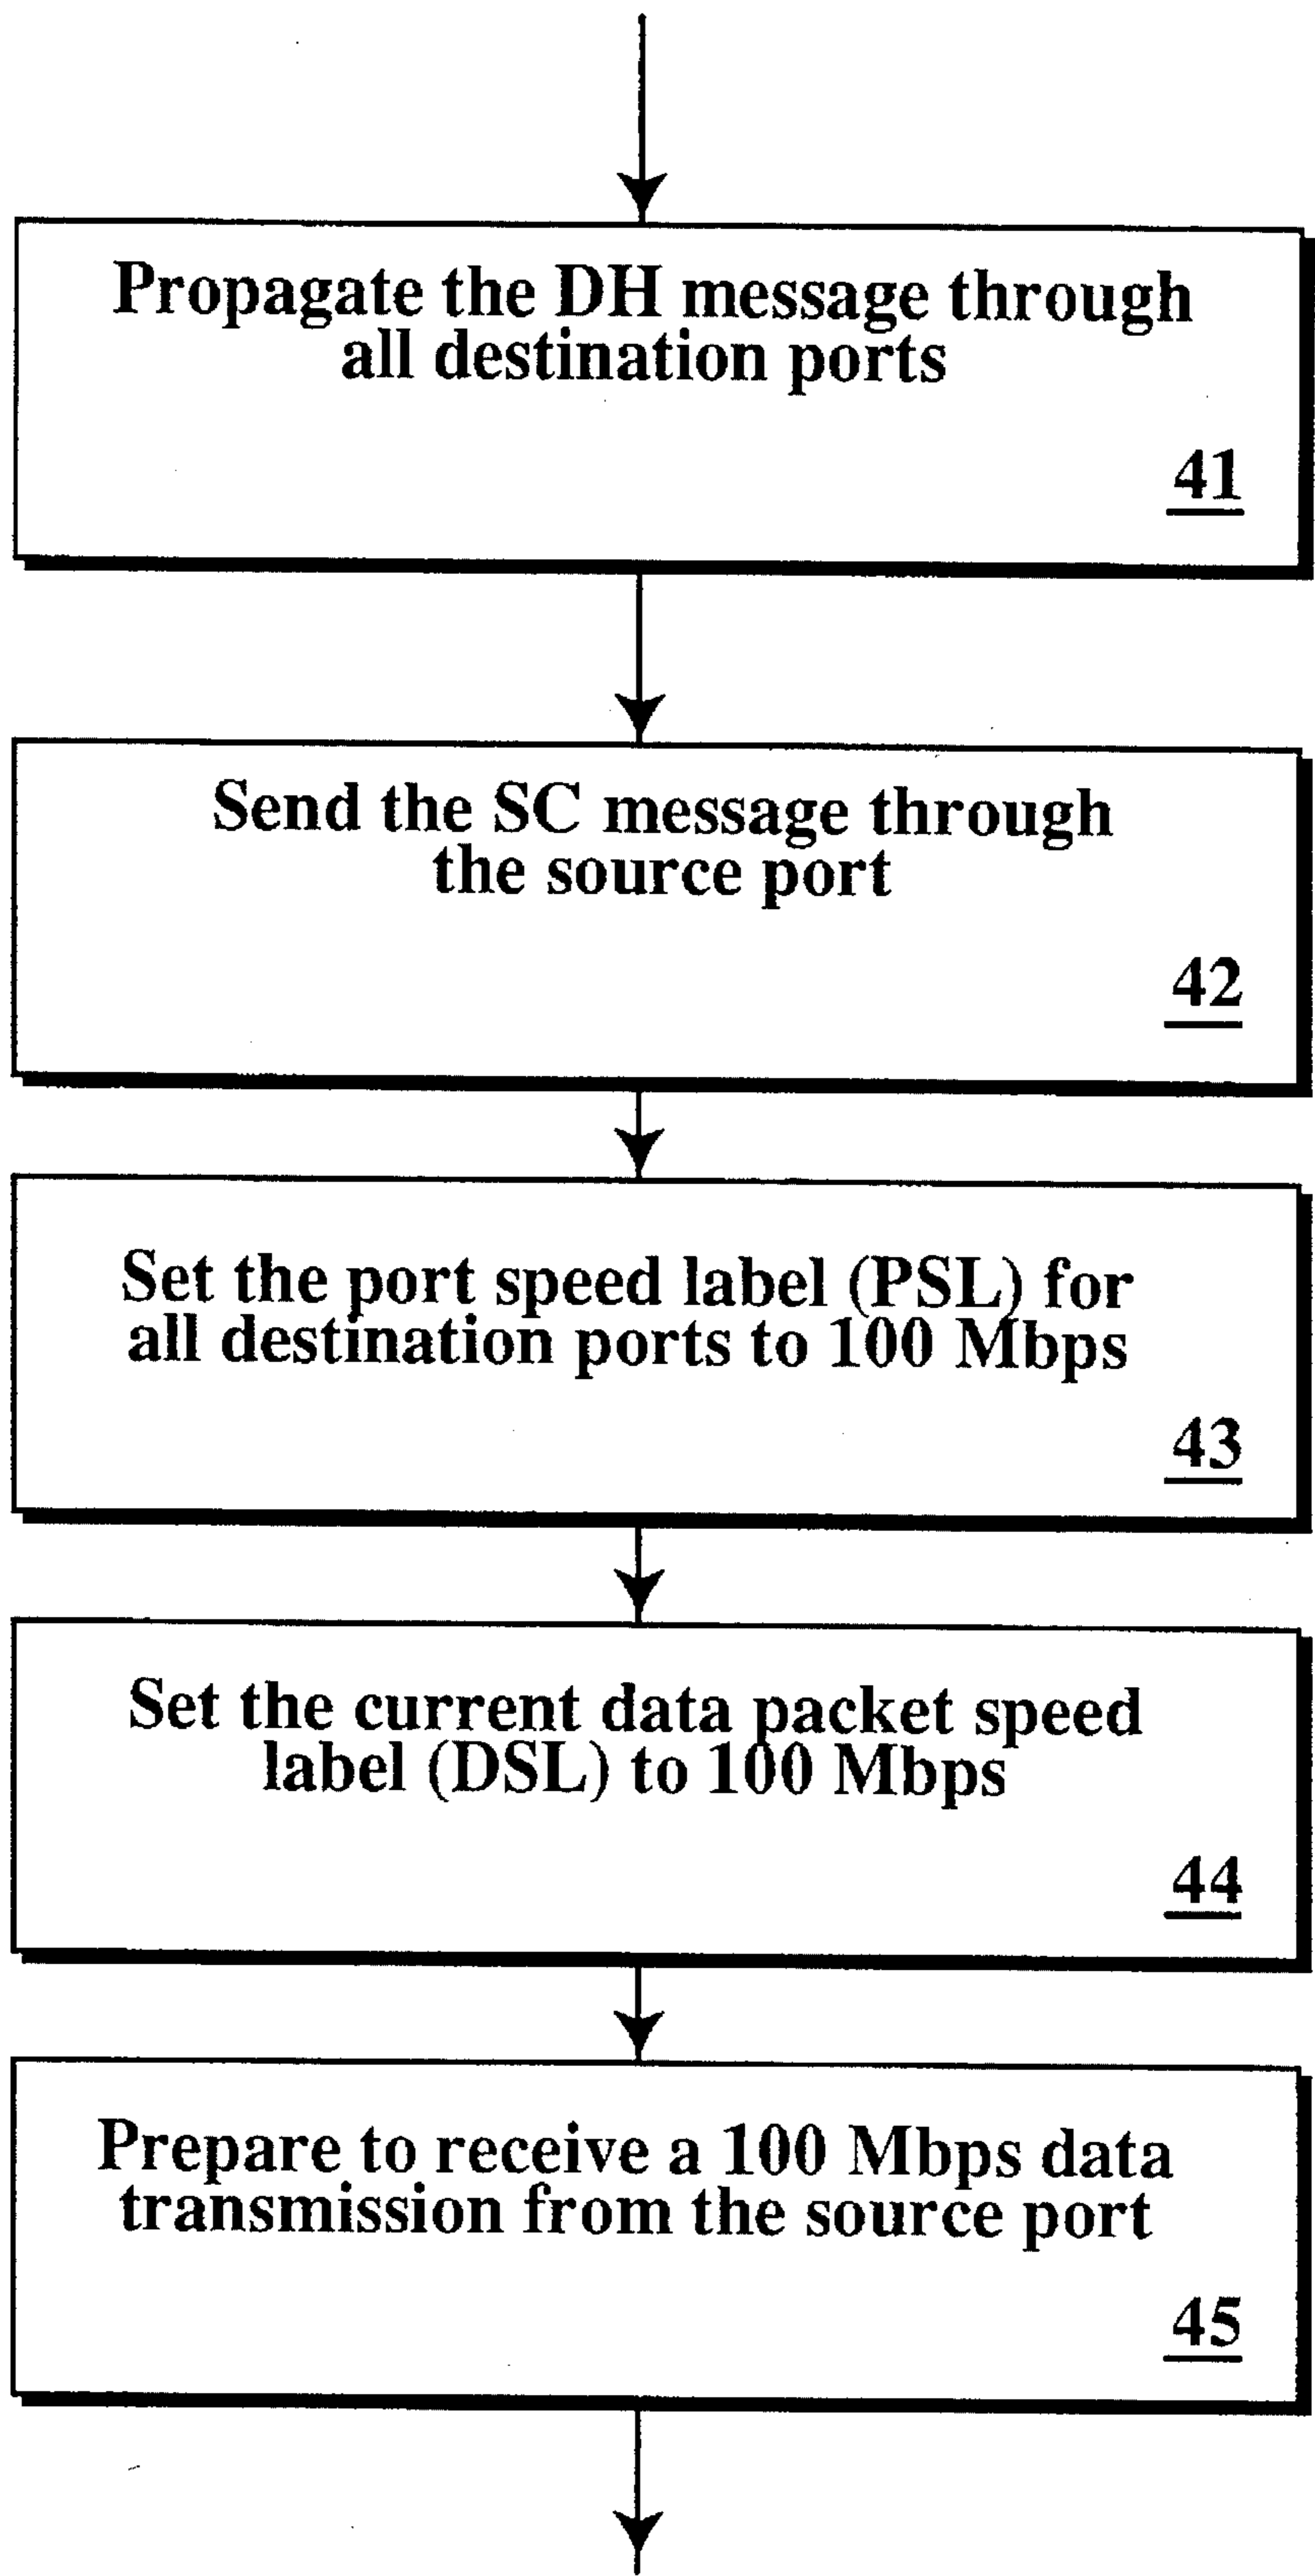 Propagate the DH message through
all destination ports
41
Send the SC message through
the source port
42
Set the port speed label (PSL) for
all destination ports to 100 Mbps
43
Set the current data packet speed
label (DSL) to 100 Mbps
44
Prepare to receive a 100 Mbps data
transmission from the source port
45